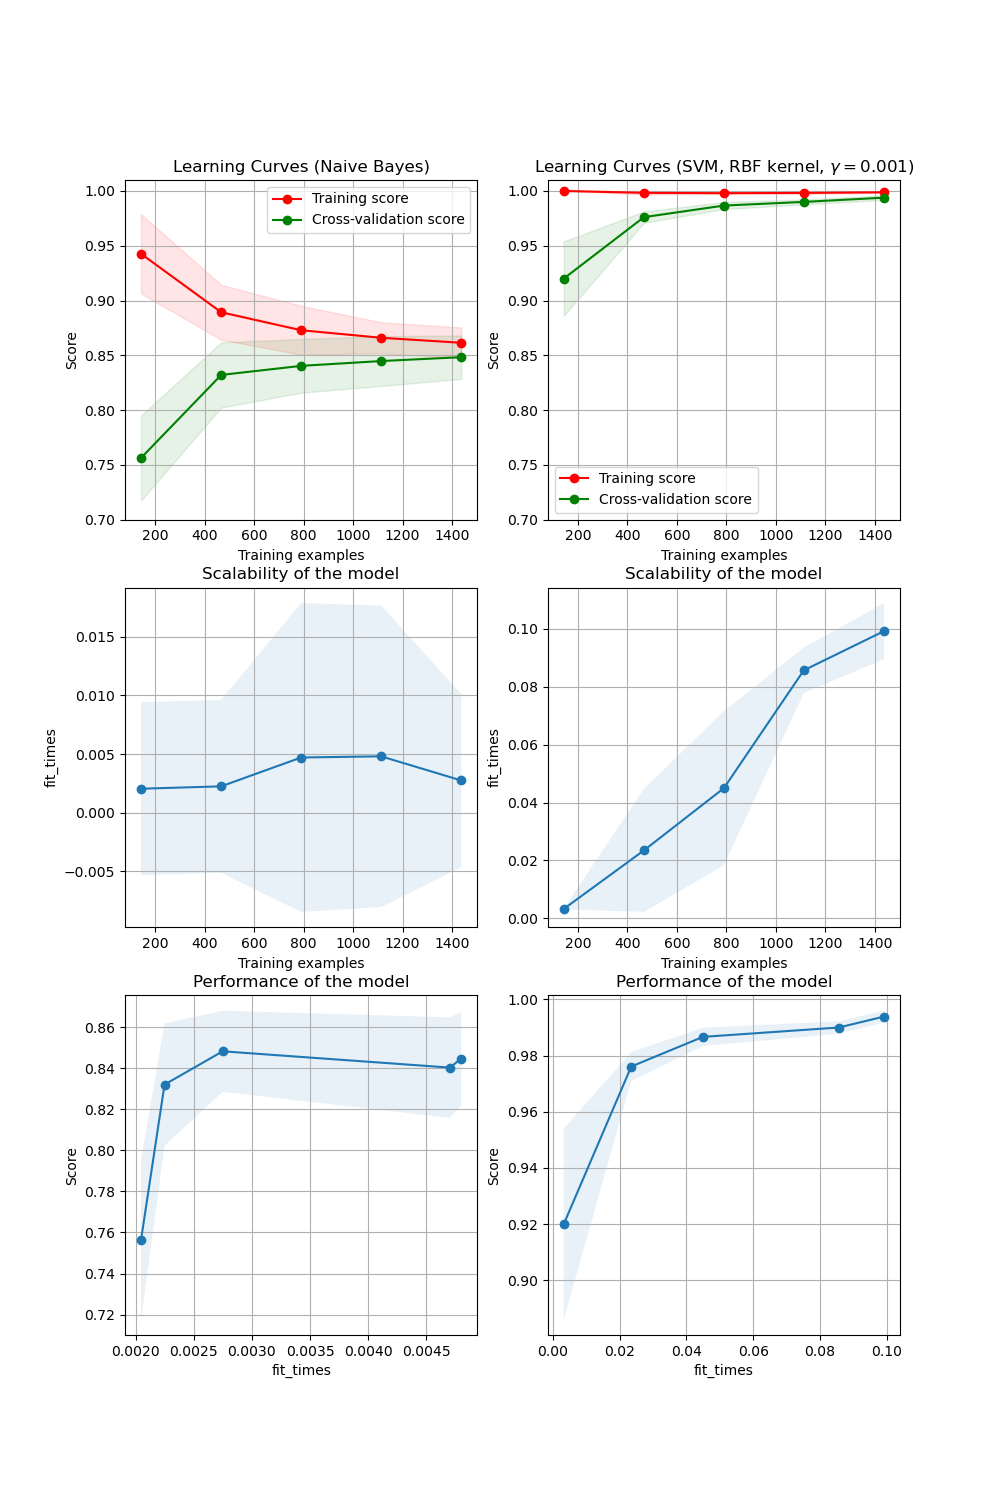 Learning Curves (Naive Bayes)
1.00
0.95
0.90
0.85
0.80
0.75
0.70
Score
Training score
Cross-validation score
200 400 600 800 1000 1200 1400
Training examples
Learning Curves (SVM, RBF kernel, γ = 0.001)
1.00
0.95
0.90
0.85
0.80
0.75
0.70
Score
Training score
Cross-validation score
200 400 600 800 1000 1200 1400
Training examples
Scalability of the model
0.015
0.010
0.005
0.000
−0.005
fit_times
200 400 600 800 1000 1200 1400
Training examples
Scalability of the model
0.10
0.08
0.06
0.04
0.02
0.00
fit_times
200 400 600 800 1000 1200 1400
Training examples
Performance of the model
0.86
0.84
0.82
0.80
0.78
0.76
0.74
0.72
Score
0.0020 0.0025 0.0030 0.0035 0.0040 0.0045
fit_times
Performance of the model
1.00
0.98
0.96
0.94
0.92
0.90
Score
0.00 0.02 0.04 0.06 0.08 0.10
fit_times